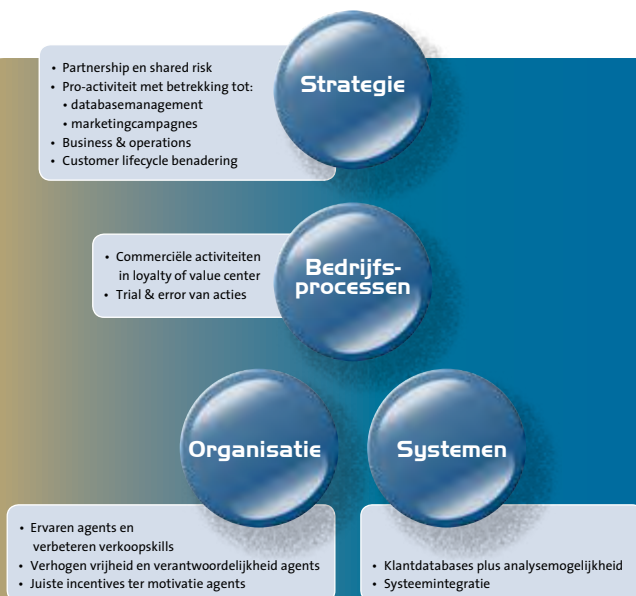 Strategie
• Partnership en shared risk
• Pro-activiteit met betrekking tot:
• databasemanagement
• marketingcampagnes
• Business & operations
• Customer lifecycle benadering
Bedrijfs-
processen
• Commerciële activiteiten
in loyalty of value center
• Trial & error van acties
Organisatie
• Ervaren agents en
verbeteren verkoopskills
• Verhogen vrijheid en verantwoordelijkheid agents
• Juiste incentives ter motivatie agents
Systemen
• Klantdatabases plus analysemogelijkheid
• Systeemintegratie